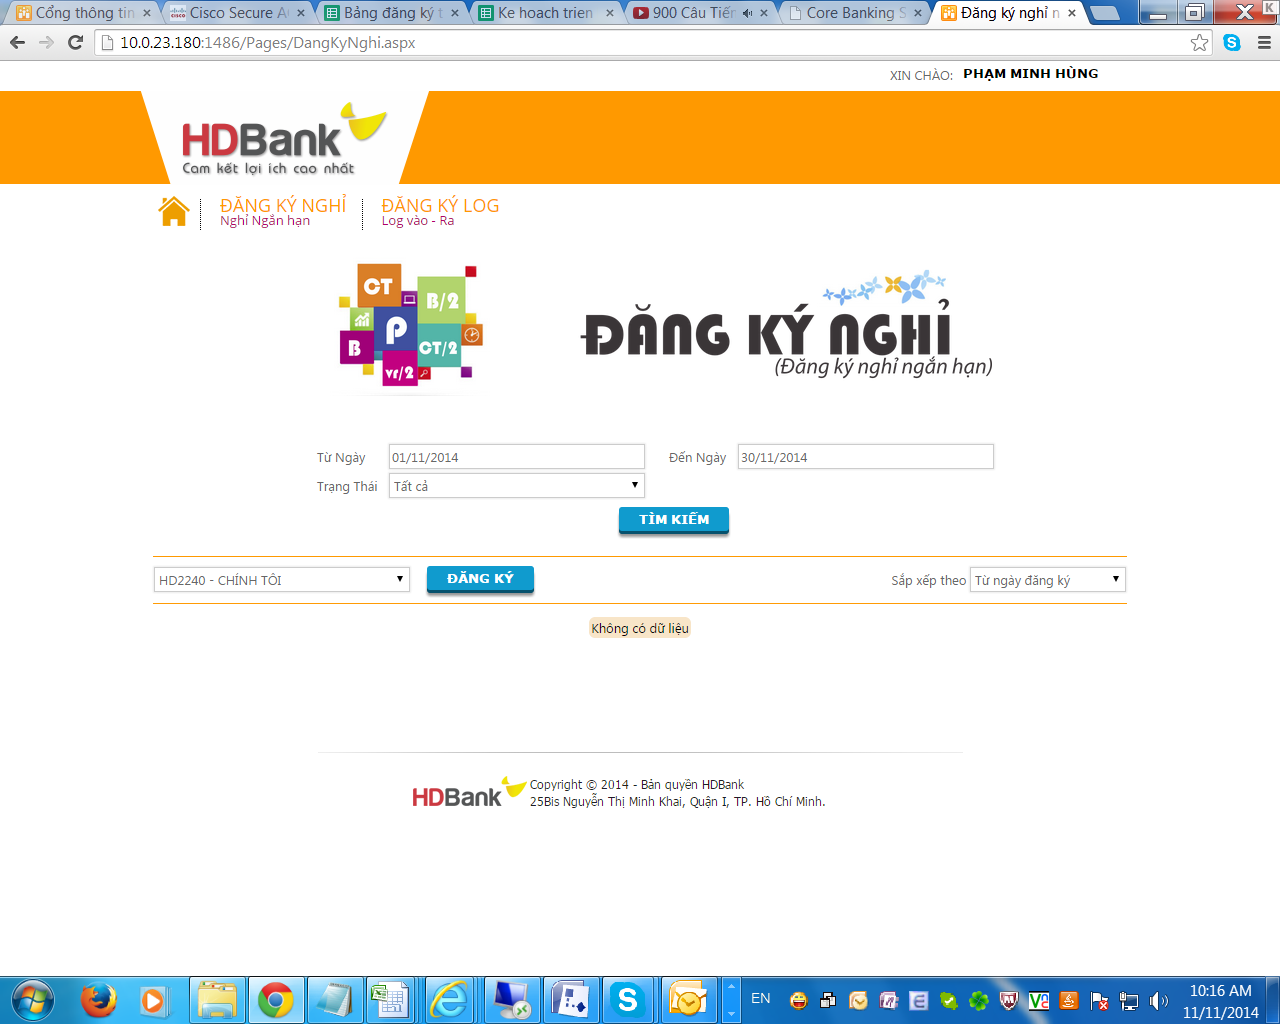 Cổng thông tin
Cisco Secure A
Bảng đăng ký t
Ke hoach trien
900 Câu Tiến
Core Banking S
Đăng ký nghỉ n
K
10.0.23.180:1486/Pages/DangKyNghi.aspx
XIN CHÀO: PHẠM MINH HÙNG
HDBank
Cam kết lợi ích cao nhất
ĐĂNG KÝ NGHỈ
Nghỉ Ngắn hạn
ĐĂNG KÝ LOG
Log vào - Ra
CT
B/2
P
B
CT/2
vr/2
ĐĂNG KÝ NGHỈ
(Đăng ký nghỉ ngắn hạn)
Từ Ngày 01/11/2014 Đến Ngày 30/11/2014
Trạng Thái Tất cả
TÌM KIẾM
HD2240 - CHÍNH TÔI ĐĂNG KÝ Sắp xếp theo Từ ngày đăng ký
Không có dữ liệu
HDBank
Copyright © 2014 - Bản quyền HDBank
25Bis Nguyễn Thị Minh Khai, Quận I, TP. Hồ Chí Minh.
EN
10:16 AM
11/11/2014